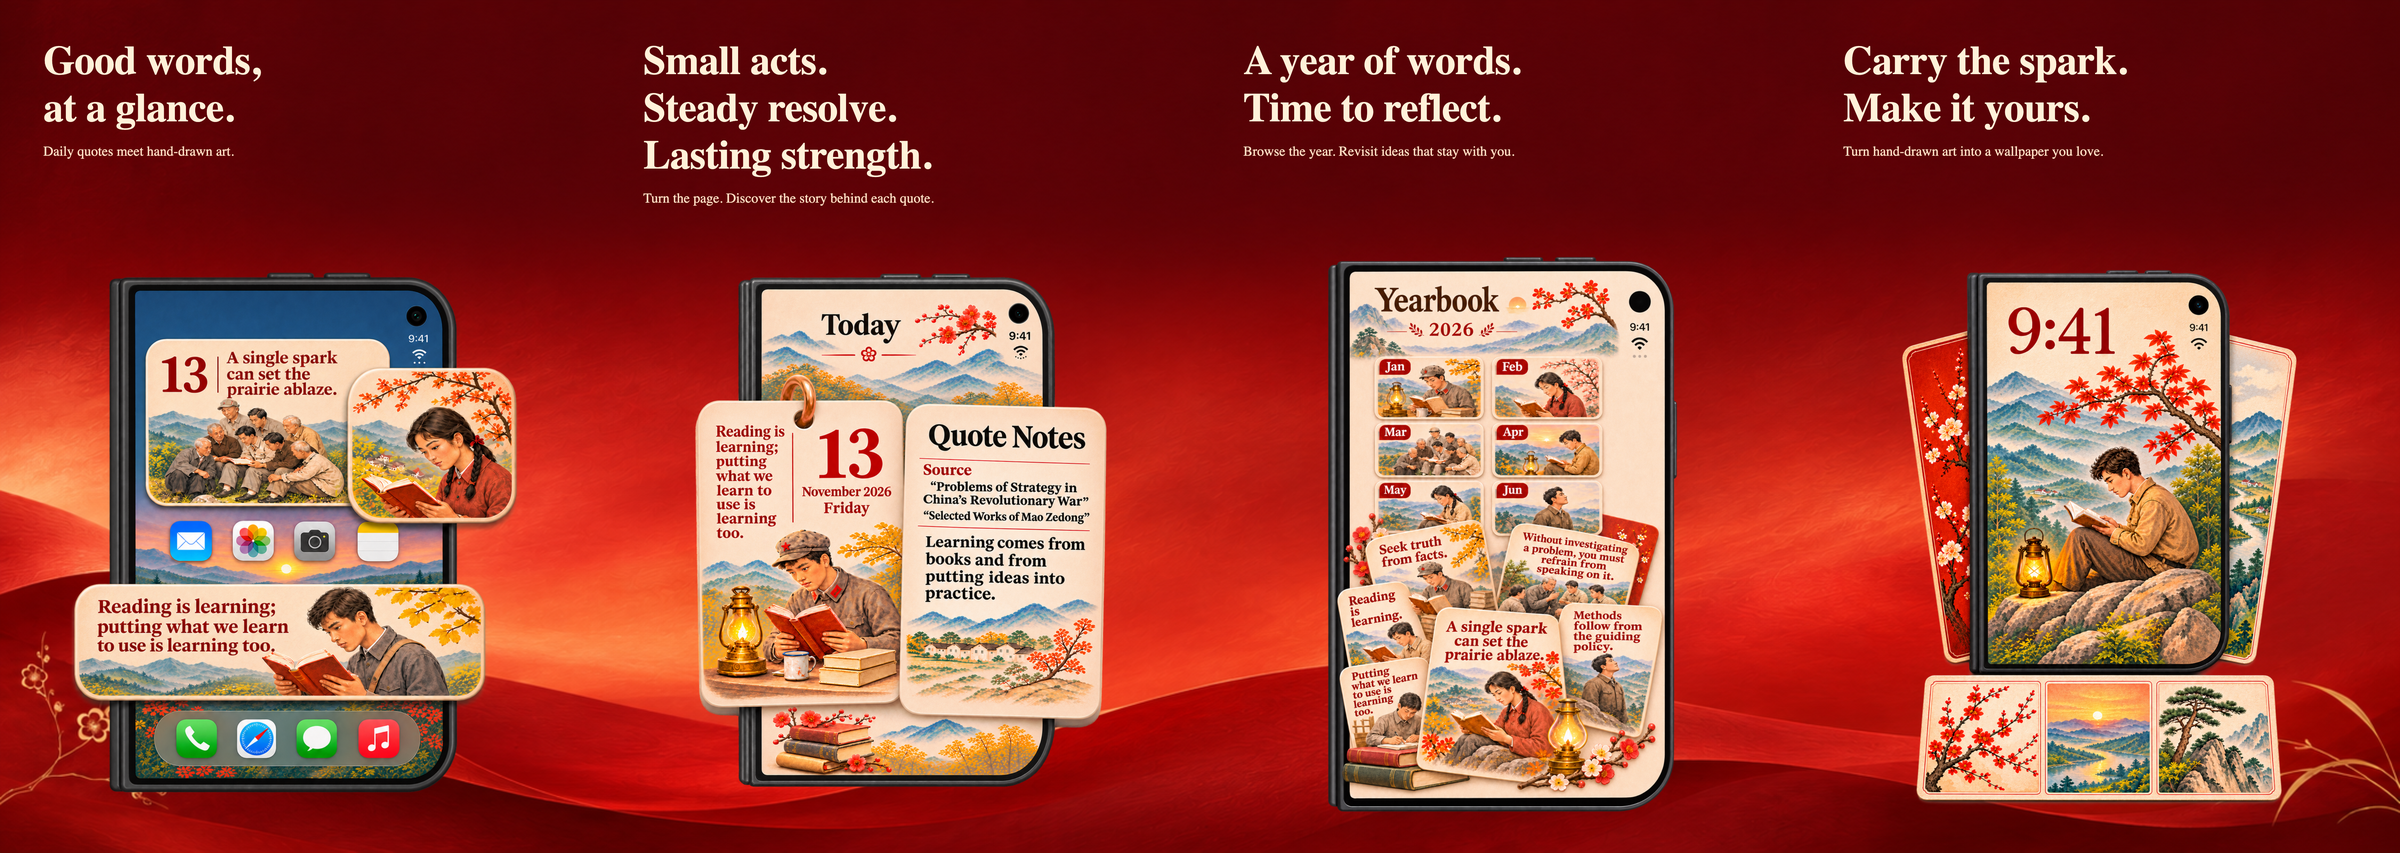 Good words,
at a glance.
Daily quotes meet hand-drawn art.
9:41
13
A single spark
can set the
prairie ablaze.
Reading is learning;
putting what we learn
to use is learning too.
Small acts.
Steady resolve.
Lasting strength.
Turn the page. Discover the story behind each quote.
Today
9:41
Reading is
learning;
putting
what we
learn to
use is
learning
too.
13
November 2026
Friday
Quote Notes
Source
“Problems of Strategy in
China’s Revolutionary War”
“Selected Works of Mao Zedong”
Learning comes from
books and from
putting ideas into
practice.
A year of words.
Time to reflect.
Browse the year. Revisit ideas that stay with you.
Yearbook
2026
9:41
Jan
Feb
Mar
Apr
May
Jun
Seek truth
from facts.
Without investigating
a problem, you must
refrain from
speaking on it.
Reading
is
learning.
A single spark
can set the
prairie ablaze.
Methods
follow from
the guiding
policy.
Putting
what we learn
to use is
learning
too.
Carry the spark.
Make it yours.
Turn hand-drawn art into a wallpaper you love.
9:41
9:41